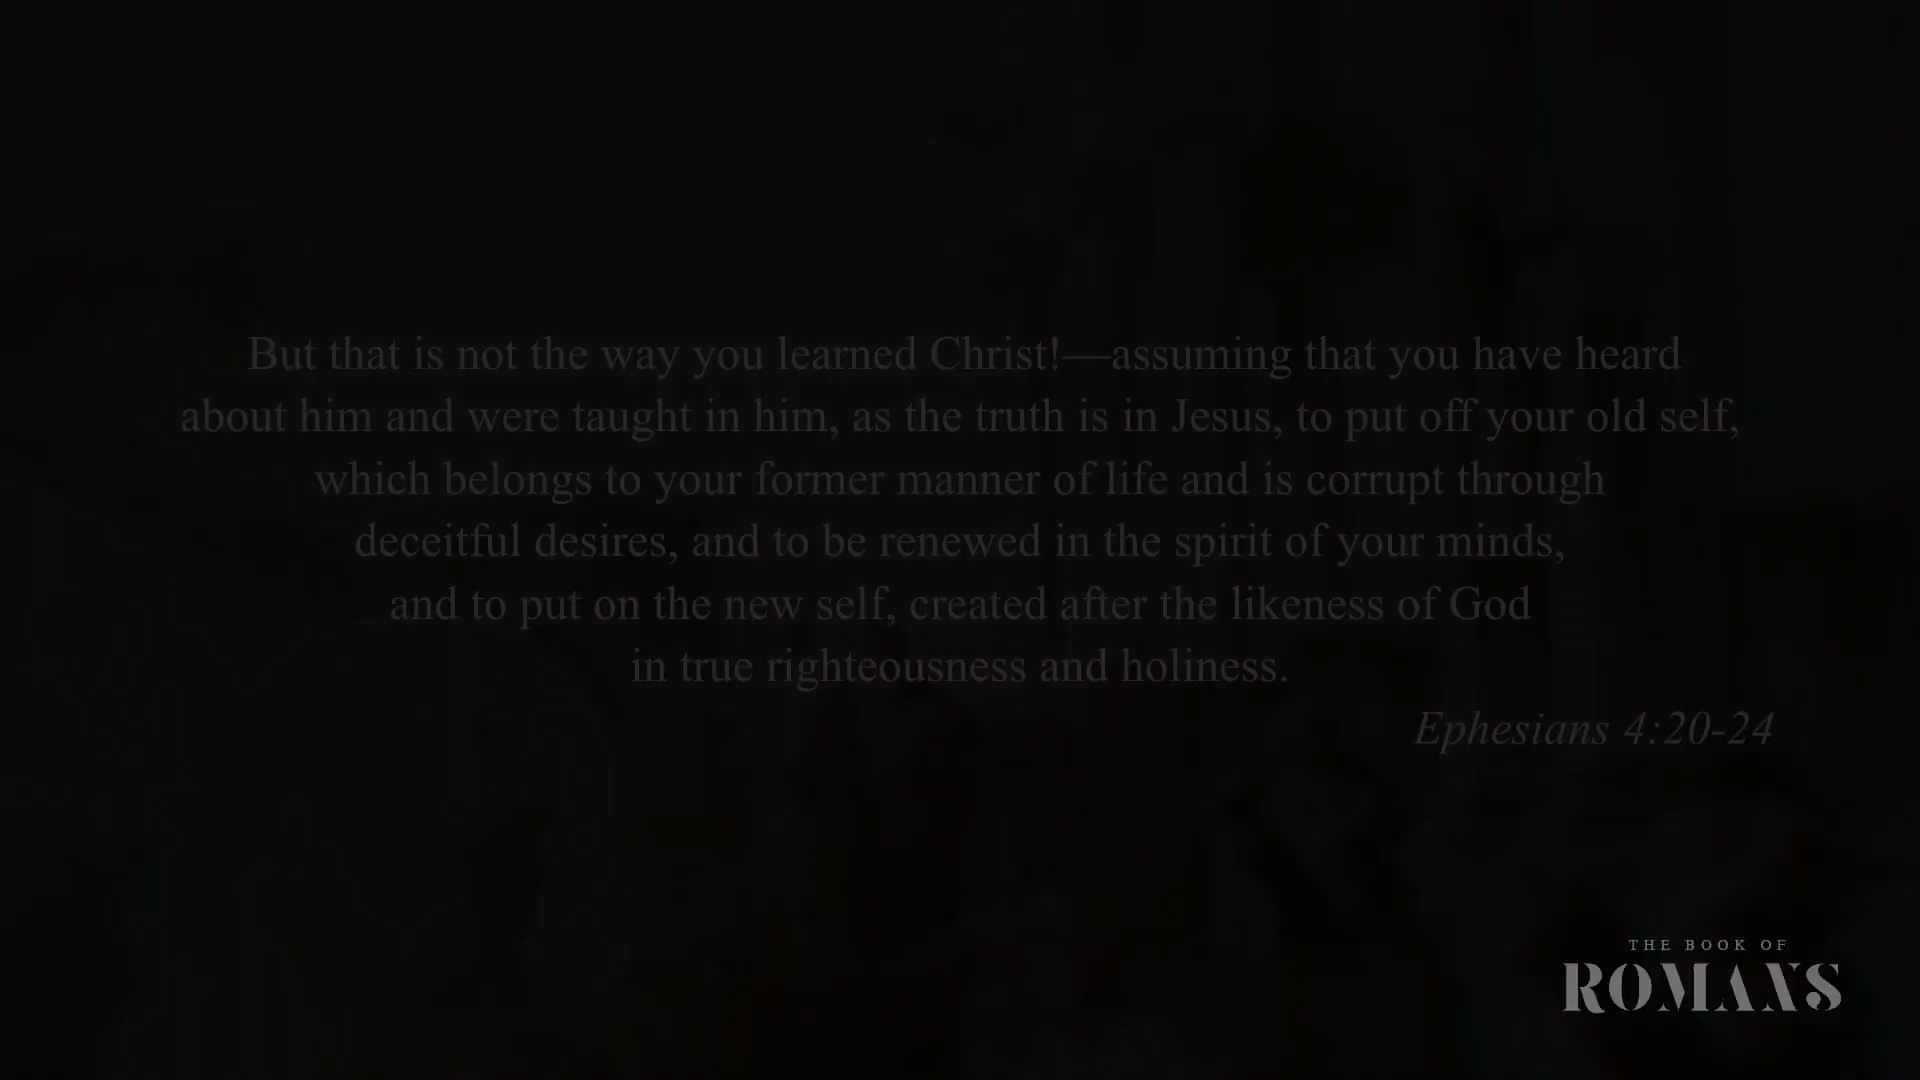 But that is not the way you learned Christ!—assuming that you have heard
about him and were taught in him, as the truth is in Jesus, to put off your old self,
which belongs to your former manner of life and is corrupt through
deceitful desires, and to be renewed in the spirit of your minds,
and to put on the new self, created after the likeness of God
in true righteousness and holiness.
Ephesians 4:20-24
THE BOOK OF
ROMANS